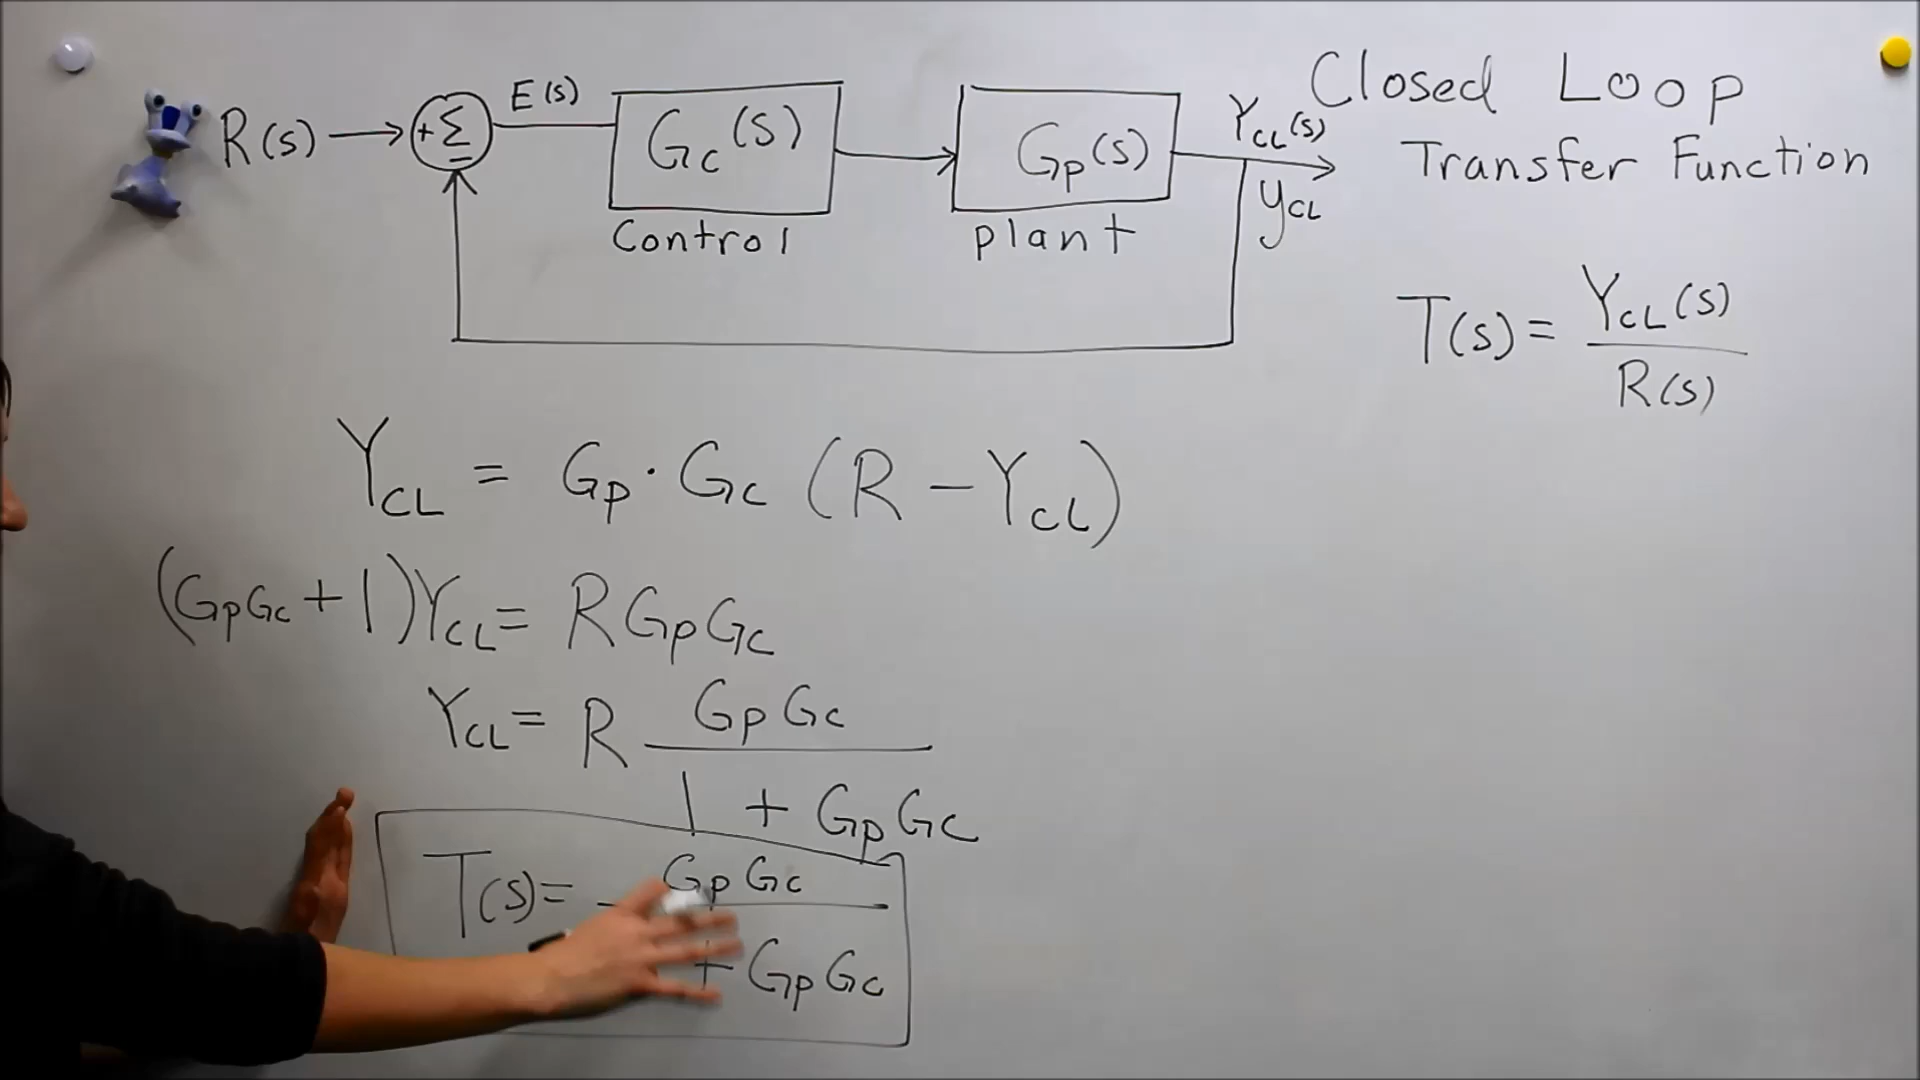 Closed Loop
Transfer Function
R(s) + Σ − E(s) Gc(s) Gp(s) YCL(s)
yCL
Control plant
T(s) = YCL(s) / R(s)
YCL = Gp · Gc (R − YCL)
(GpGc + 1)YCL = RGpGc
YCL = R GpGc / 1 + GpGc
T(s) = GpGc / + GpGc